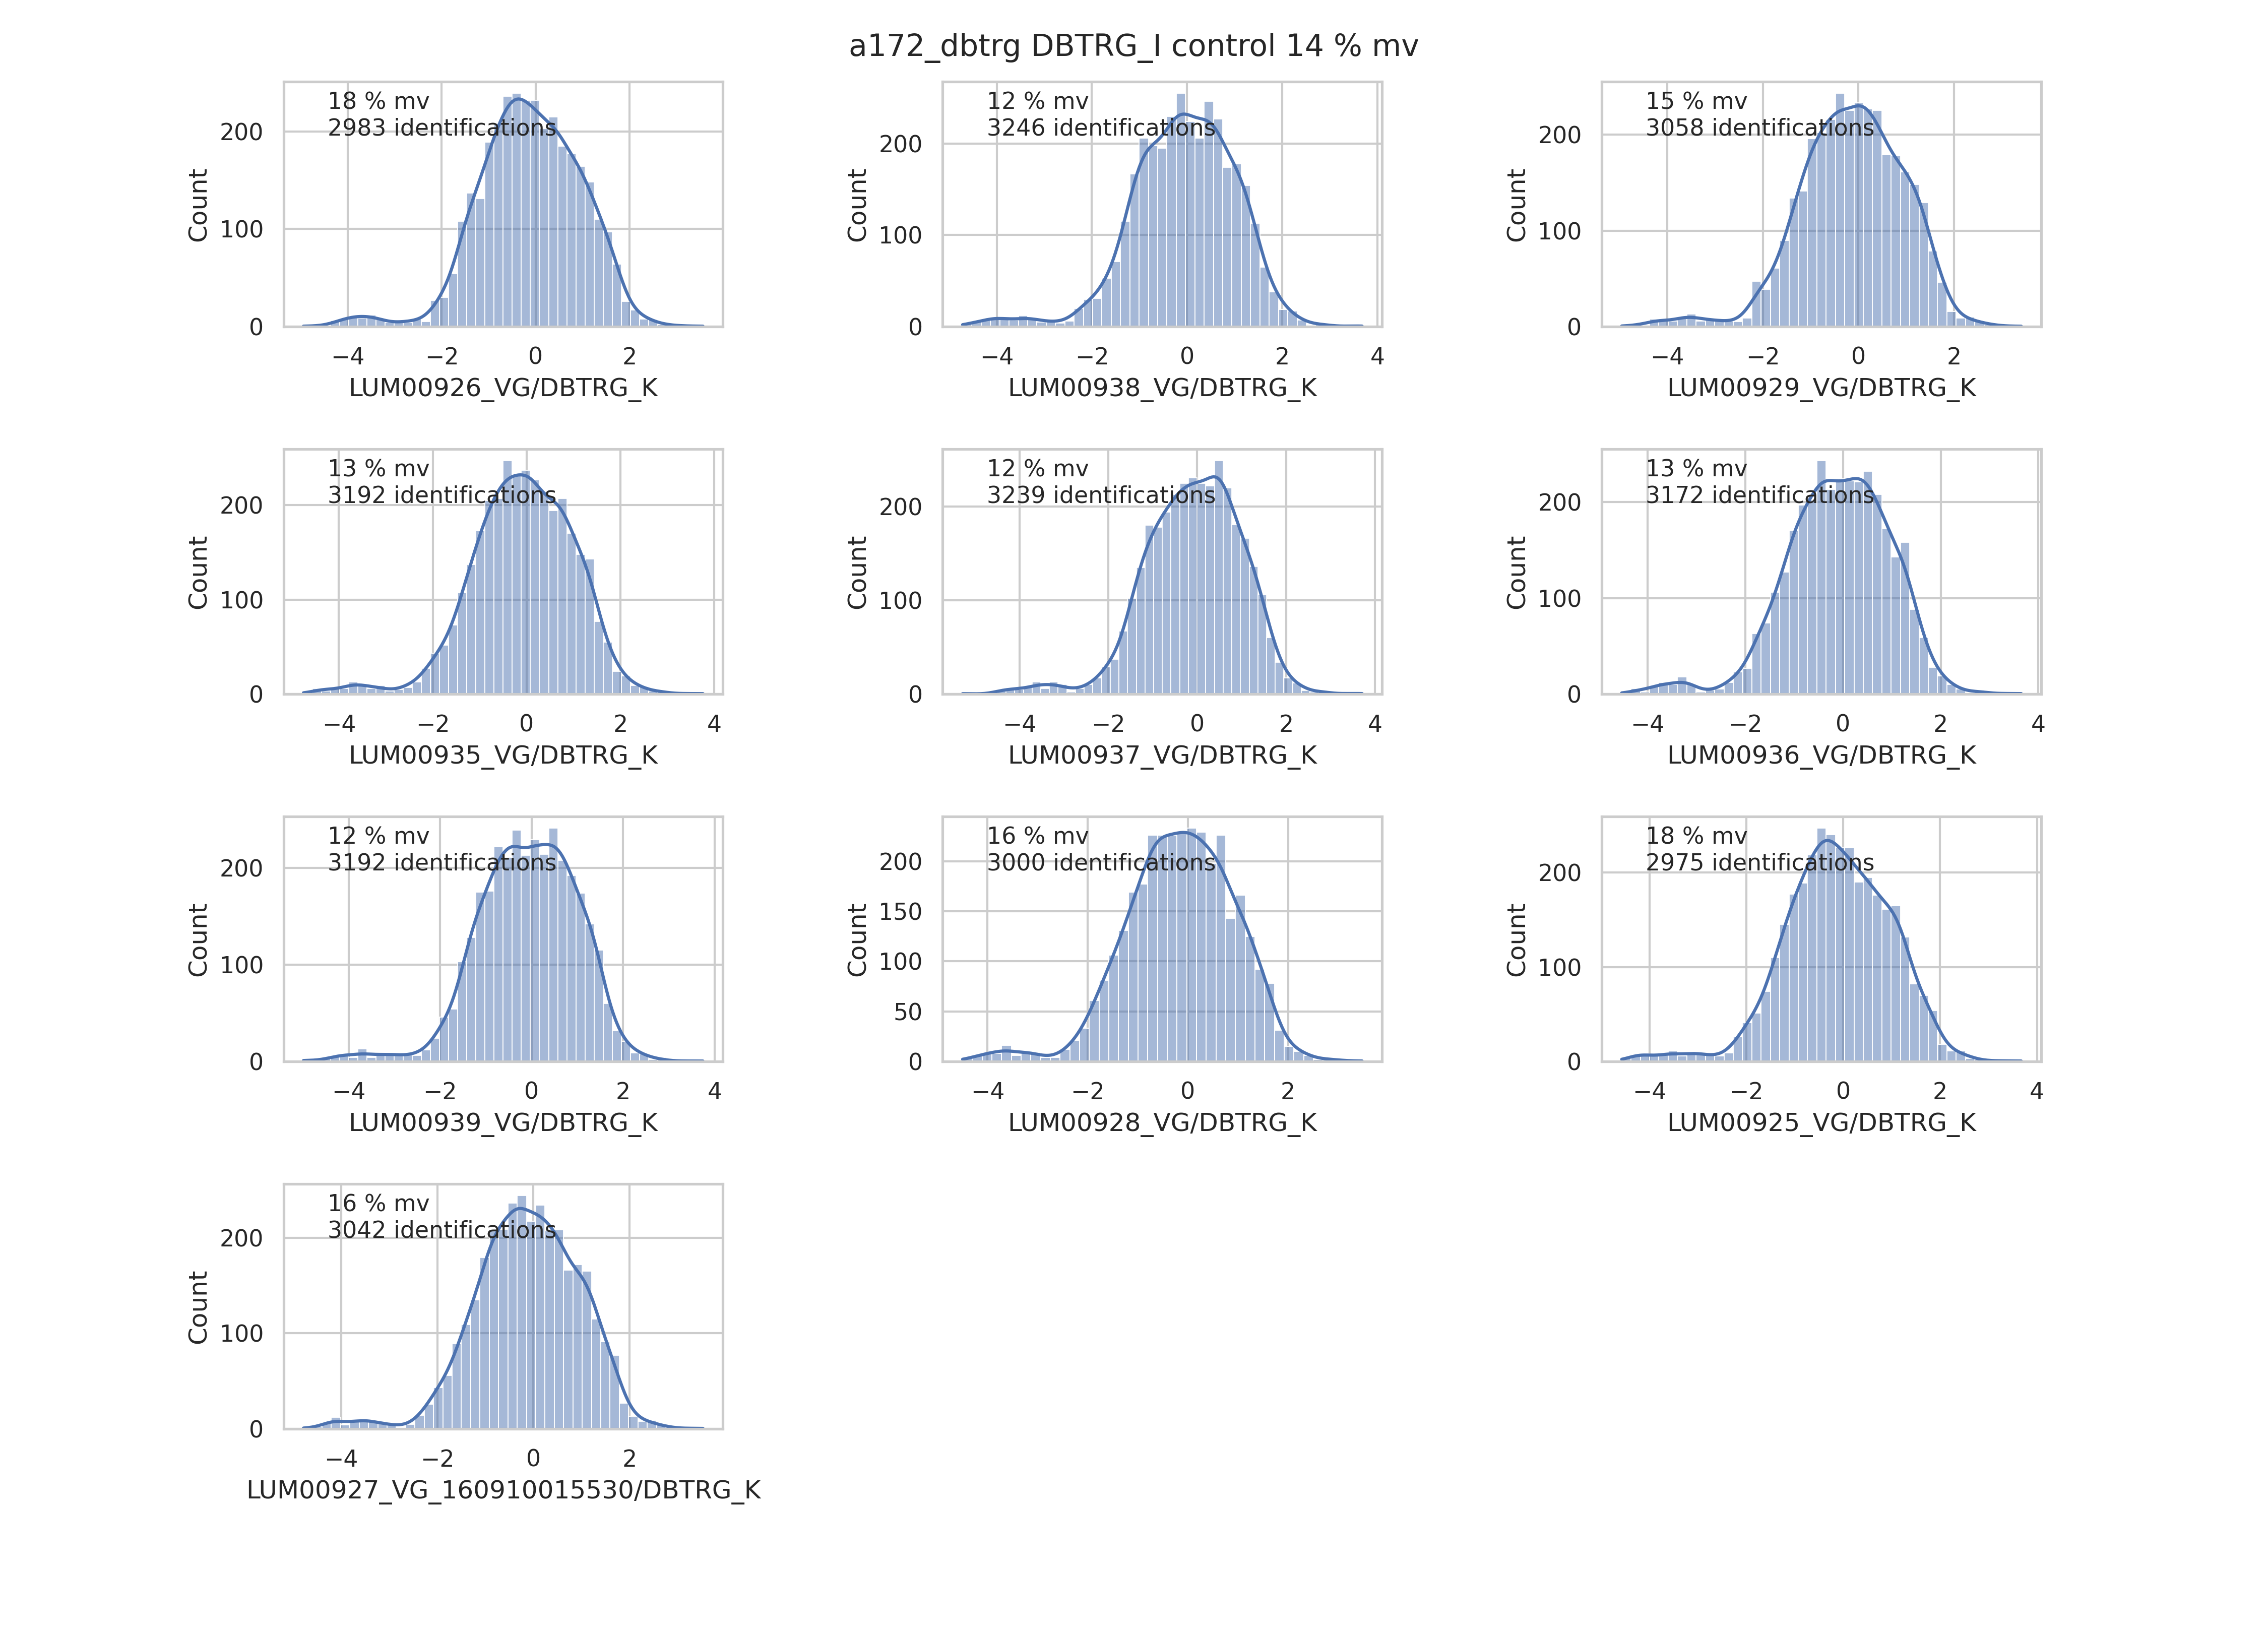 a172_dbtrg DBTRG_I control 14 % mv
18 % mv
2983 identifications
Count
200
100
0
−4 −2 0 2
LUM00926_VG/DBTRG_K
12 % mv
3246 identifications
Count
200
100
0
−4 −2 0 2 4
LUM00938_VG/DBTRG_K
15 % mv
3058 identifications
Count
200
100
0
−4 −2 0 2
LUM00929_VG/DBTRG_K
13 % mv
3192 identifications
Count
200
100
0
−4 −2 0 2 4
LUM00935_VG/DBTRG_K
12 % mv
3239 identifications
Count
200
100
0
−4 −2 0 2 4
LUM00937_VG/DBTRG_K
13 % mv
3172 identifications
Count
200
100
0
−4 −2 0 2 4
LUM00936_VG/DBTRG_K
12 % mv
3192 identifications
Count
200
100
0
−4 −2 0 2 4
LUM00939_VG/DBTRG_K
16 % mv
3000 identifications
Count
200
150
100
50
0
−4 −2 0 2
LUM00928_VG/DBTRG_K
18 % mv
2975 identifications
Count
200
100
0
−4 −2 0 2 4
LUM00925_VG/DBTRG_K
16 % mv
3042 identifications
Count
200
100
0
−4 −2 0 2
LUM00927_VG_160910015530/DBTRG_K